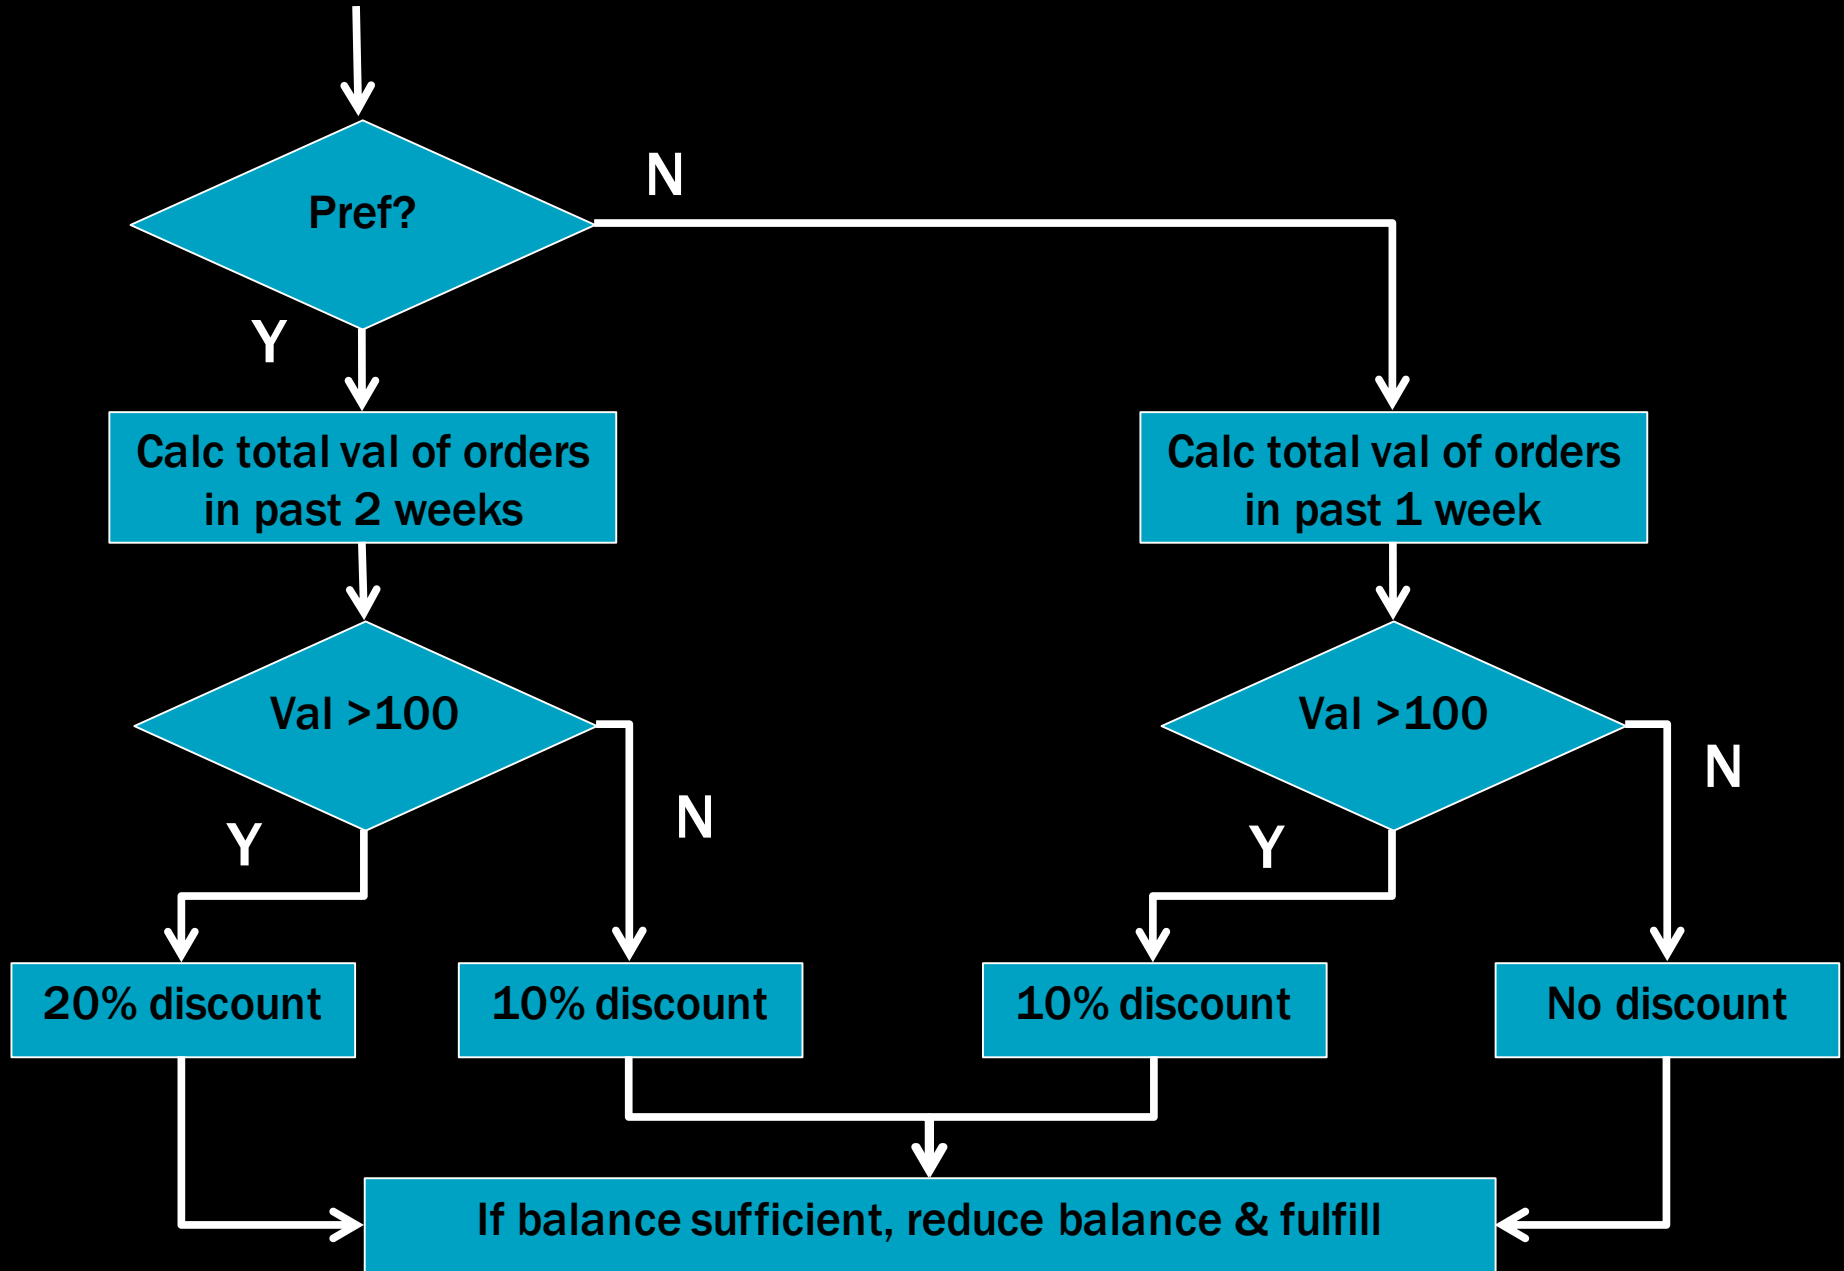 Pref?
N
Y
Calc total val of orders
in past 2 weeks
Calc total val of orders
in past 1 week
Val >100
Val >100
N
N
Y
Y
20% discount
10% discount
10% discount
No discount
If balance sufficient, reduce balance & fulfill